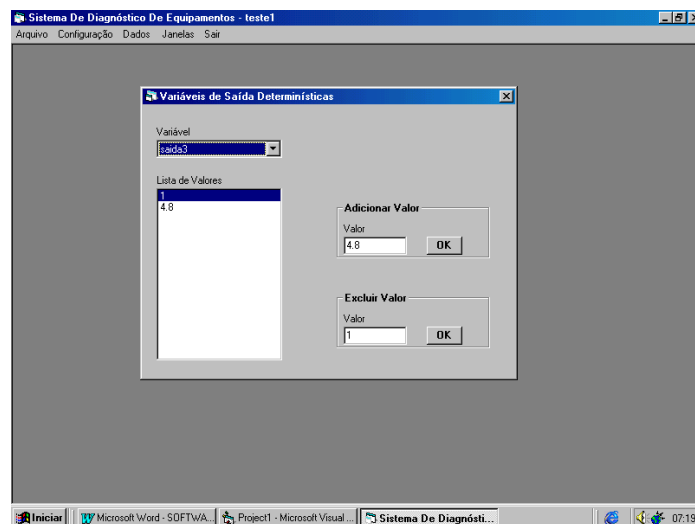 Sistema De Diagnóstico De Equipamentos - teste1
Arquivo Configuração Dados Janelas Sair
Variáveis de Saída Determinísticas
Variável
saida3
Lista de Valores
1
4.8
Adicionar Valor
Valor
4.8 OK
Excluir Valor
Valor
1 OK
Iniciar Microsoft Word - SOFTWA... Project1 - Microsoft Visual ... Sistema De Diagnósti... 07:19